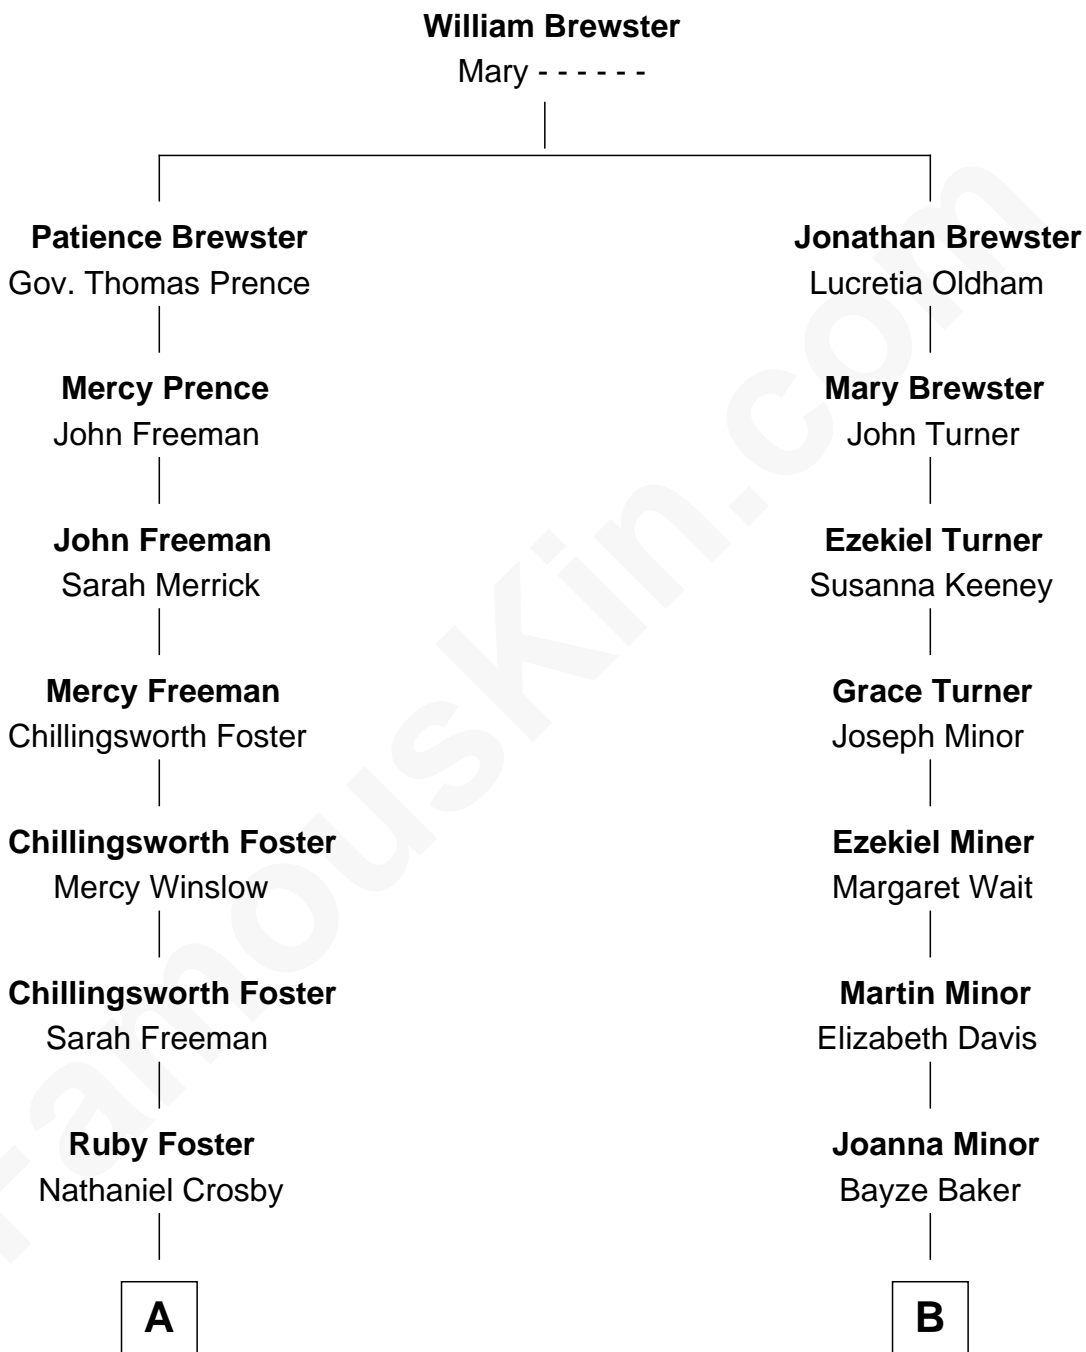 William Brewster
Mary - - - - - -
Patience Brewster
Gov. Thomas Prence
Jonathan Brewster
Lucretia Oldham
Mercy Prence
John Freeman
Mary Brewster
John Turner
John Freeman
Sarah Merrick
Ezekiel Turner
Susanna Keeney
Mercy Freeman
Chillingsworth Foster
Grace Turner
Joseph Minor
Chillingsworth Foster
Mercy Winslow
Ezekiel Miner
Margaret Wait
Chillingsworth Foster
Sarah Freeman
Martin Minor
Elizabeth Davis
Ruby Foster
Nathaniel Crosby
Joanna Minor
Bayze Baker
A
B
FamousKin.com